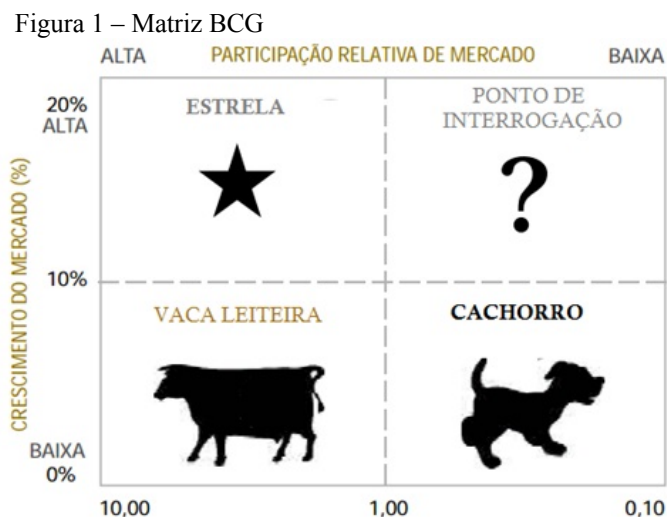 Figura 1 – Matriz BCG
ALTA PARTICIPAÇÃO RELATIVA DE MERCADO BAIXA
20%
ALTA
ESTRELA
PONTO DE
INTERROGAÇÃO
?
CRESCIMENTO DO MERCADO (%)
10%
VACA LEITEIRA
CACHORRO
BAIXA
0%
10,00 1,00 0,10